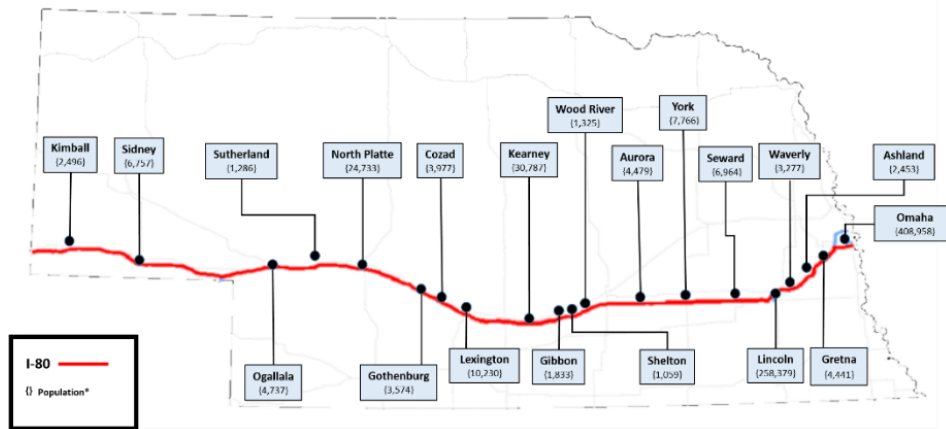 Wood River
{1,325}
York
{7,766}
Kimball
{2,496}
Sidney
{6,757}
Sutherland
{1,286}
North Platte
{24,733}
Cozad
{3,977}
Kearney
{30,787}
Aurora
{4,479}
Seward
{6,964}
Waverly
{3,277}
Ashland
{2,453}
Omaha
{408,958}
I-80
{} Population*
Ogallala
{4,737}
Gothenburg
{3,574}
Lexington
{10,230}
Gibbon
{1,833}
Shelton
{1,059}
Lincoln
{258,379}
Gretna
{4,441}